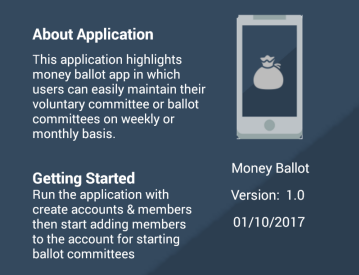 About Application
This application highlights
money ballot app in which
users can easily maintain their
voluntary committee or ballot
committees on weekly or
monthly basis.
Getting Started
Run the application with
create accounts & members
then start adding members
to the account for starting
ballot committees
Money Ballot
Version: 1.0
01/10/2017